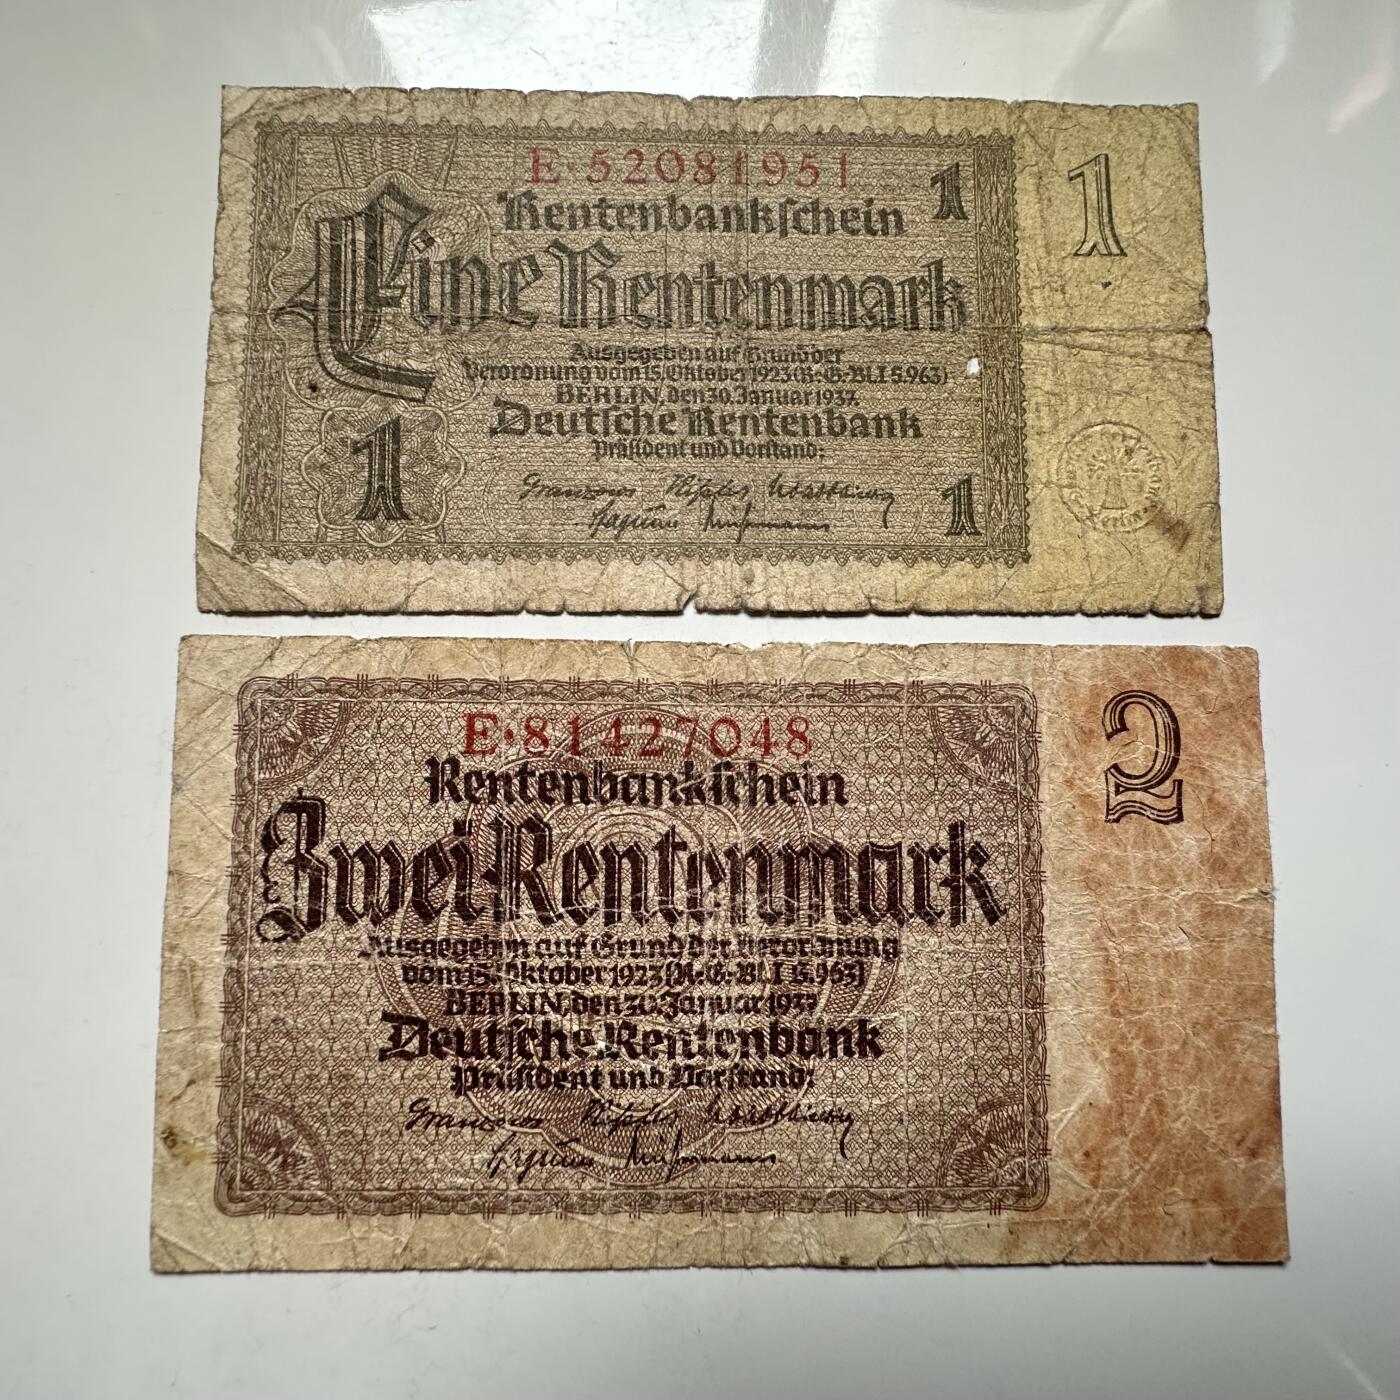 E·52081951
Rentenbankschein
1
1
Eine Rentenmark
Ausgegeben auf Grund der
Verordnung vom 15. Oktober 1923 (R.-G.-Bl. I S. 963)
BERLIN, den 30. Januar 1937.
Deutsche Rentenbank
Präsident und Vorstand:
1
1
E·81427048
2
Rentenbankschein
Zwei Rentenmark
Ausgegeben auf Grund der Verordnung
vom 15. Oktober 1923 (R.-G.-Bl. I S. 963)
BERLIN, den 30. Januar 1937
Deutsche Rentenbank
Präsident und Vorstand: